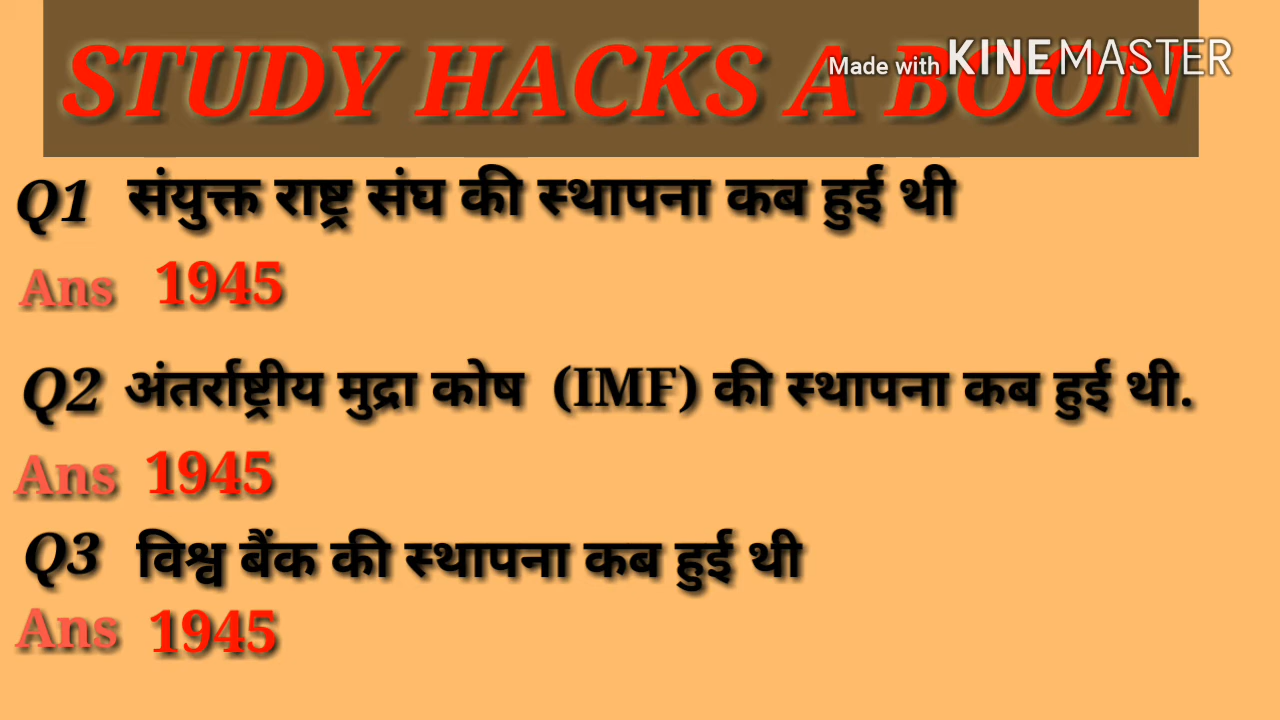 STUDY HACKS A BOON
Made with KINEMASTER
Q1 संयुक्त राष्ट्र संघ की स्थापना कब हुई थी
Ans 1945
Q2 अंतर्राष्ट्रीय मुद्रा कोष (IMF) की स्थापना कब हुई थी.
Ans 1945
Q3 विश्व बैंक की स्थापना कब हुई थी
Ans 1945